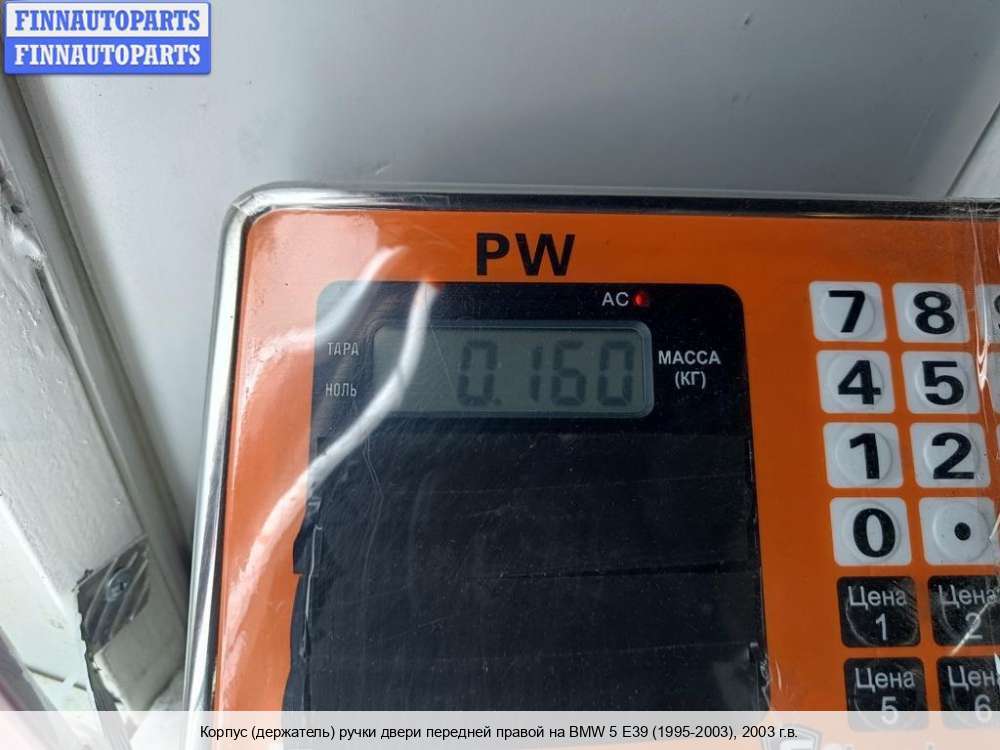 FINNAUTOPARTS
FINNAUTOPARTS
PW
AC
ТАРА
НОЛЬ
0.160
МАССА
(КГ)
7 8
4 5
1 2
0 .
Цена 1
Цена 2
Цена 5
Цен 6
Корпус (держатель) ручки двери передней правой на BMW 5 E39 (1995-2003), 2003 г.в.